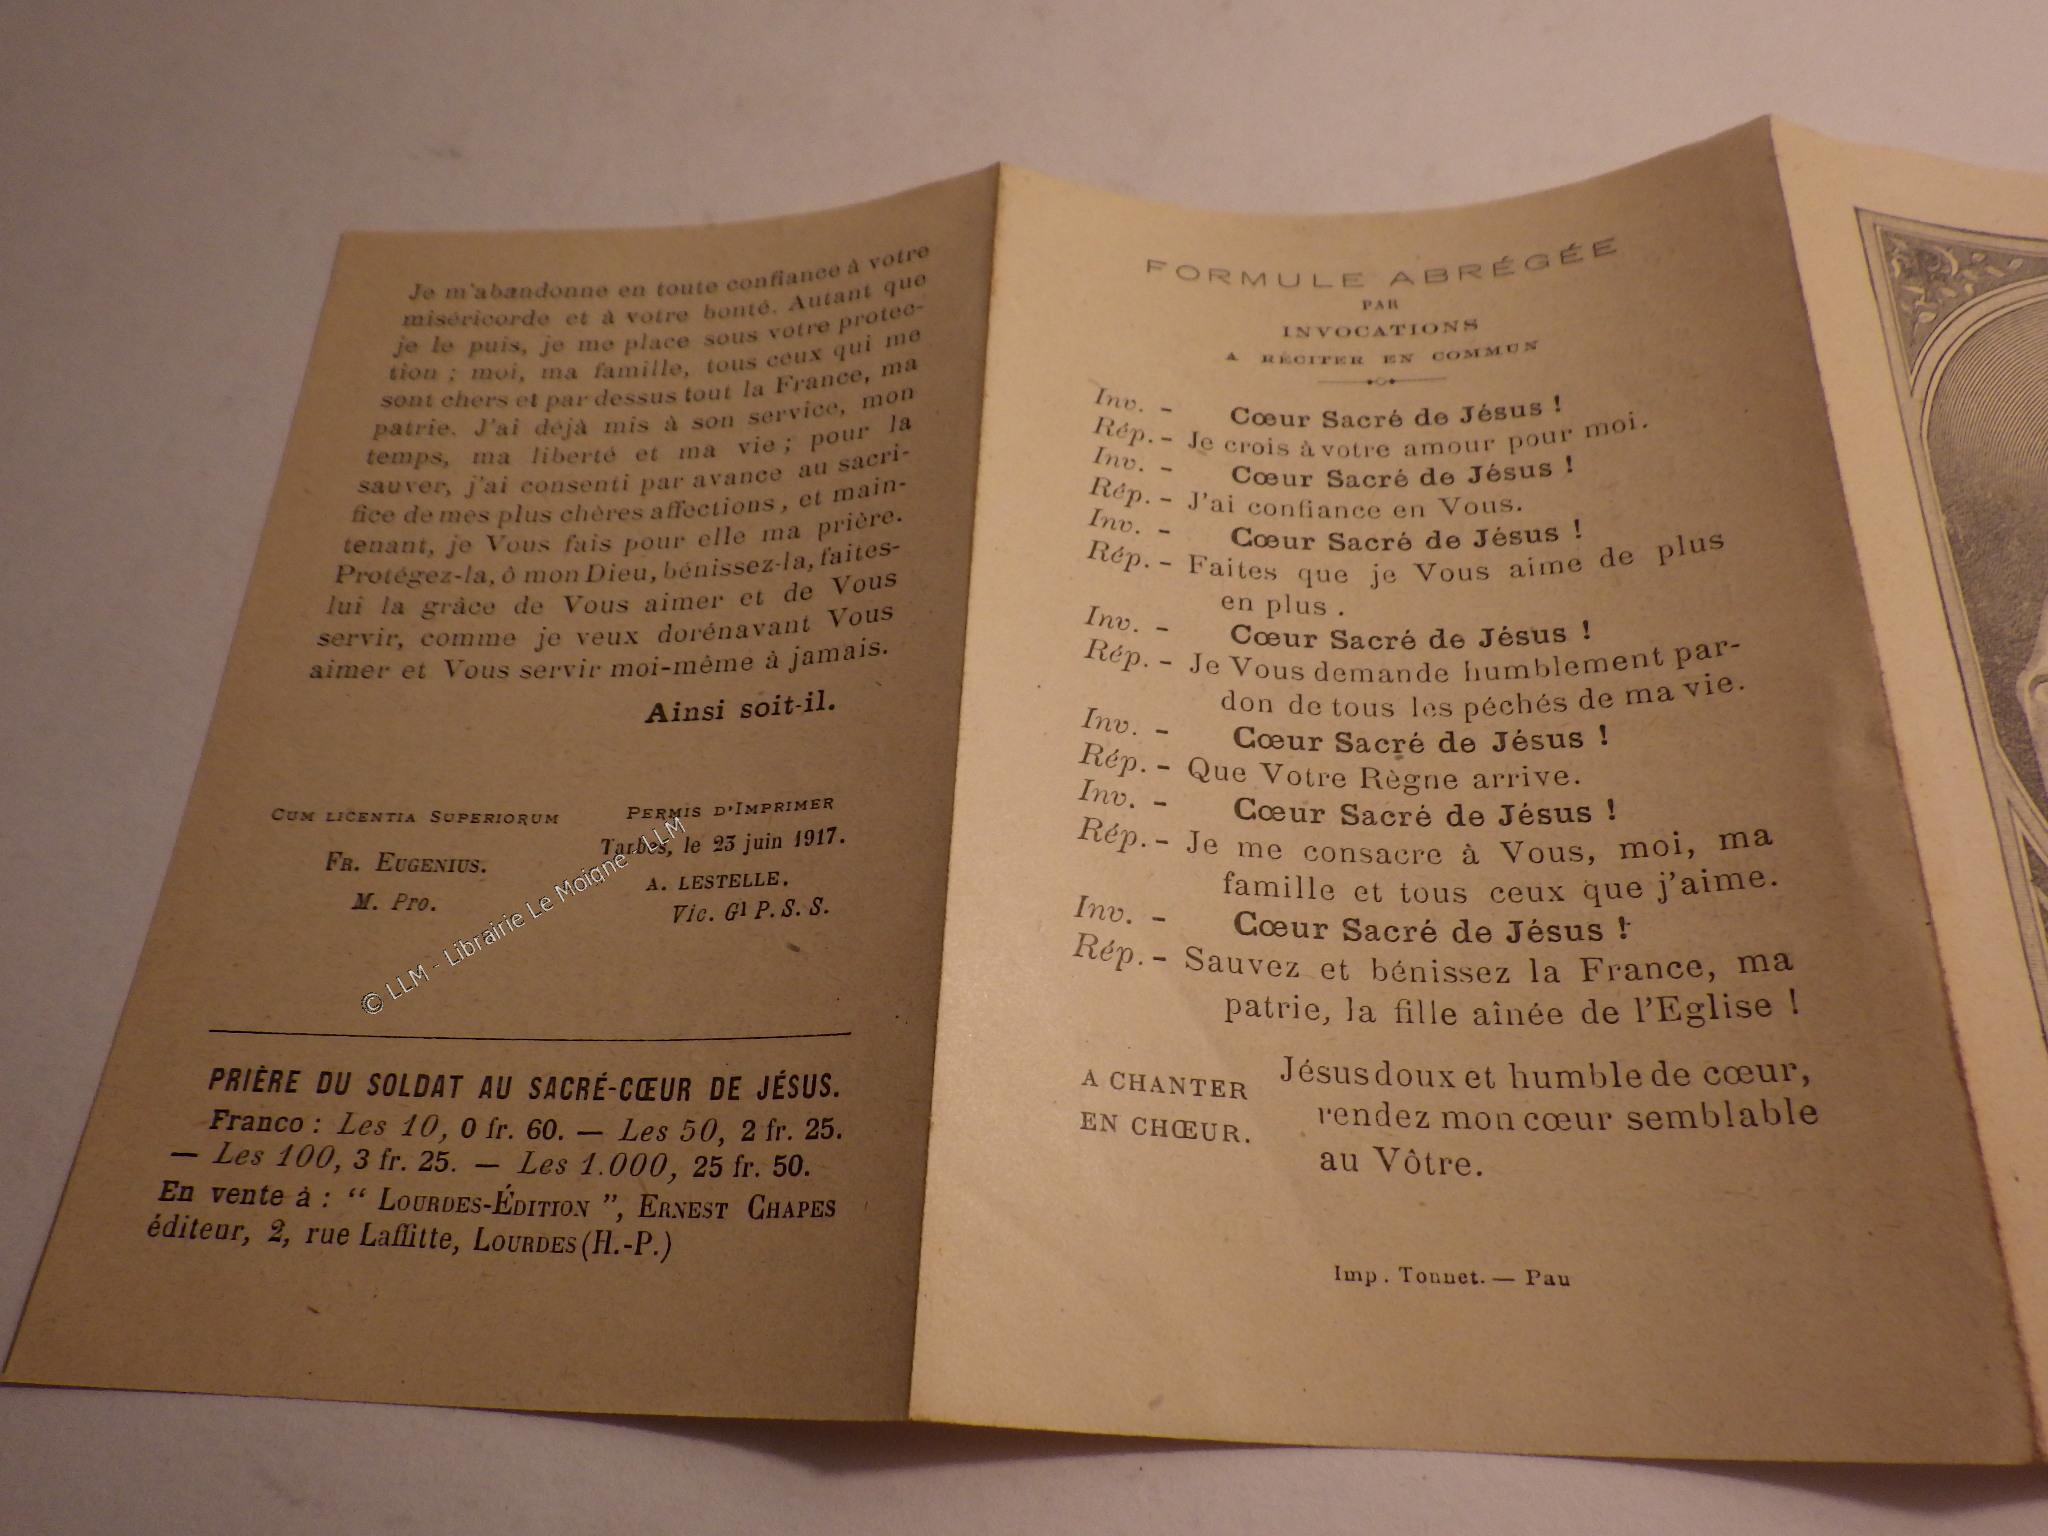 Je m'abandonne en toute confiance à votre
miséricorde et à votre bonté. Autant que
je le puis, je me place sous votre protec-
tion ; moi, ma famille, tous ceux qui me
sont chers et par dessus tout la France, ma
patrie. J'ai déjà mis à son service, mon
temps, ma liberté et ma vie ; pour la
sauver, j'ai consenti par avance au sacri-
fice de mes plus chères affections, et main-
tenant, je Vous fais pour elle ma prière.
Protégez-la, ô mon Dieu, bénissez-la, faites-
lui la grâce de Vous aimer et de Vous
servir, comme je veux dorénavant Vous
aimer et Vous servir moi-même à jamais.
Ainsi soit-il.
CUM LICENTIA SUPERIORUM
FR. EUGENIUS.
M. Pro.
PERMIS D'IMPRIMER
Tarbes, le 23 juin 1917.
A. LESTELLE.
Vic. Gl P. S. S.
© LLM - Librairie Le Moigne - LLM
PRIÈRE DU SOLDAT AU SACRÉ-CŒUR DE JÉSUS.
Franco : Les 10, 0 fr. 60. — Les 50, 2 fr. 25.
— Les 100, 3 fr. 25. — Les 1.000, 25 fr. 50.
En vente à : “ LOURDES-ÉDITION ”, ERNEST CHAPES
éditeur, 2, rue Laffitte, LOURDES (H.-P.)
FORMULE ABRÉGÉE
PAR
INVOCATIONS
A RÉCITER EN COMMUN
Inv. - Cœur Sacré de Jésus !
Rép. - Je crois à votre amour pour moi.
Inv. - Cœur Sacré de Jésus !
Rép. - J'ai confiance en Vous.
Inv. - Cœur Sacré de Jésus !
Rép. - Faites que je Vous aime de plus
en plus .
Inv. - Cœur Sacré de Jésus !
Rép. - Je Vous demande humblement par-
don de tous les péchés de ma vie.
Inv. - Cœur Sacré de Jésus !
Rép. - Que Votre Règne arrive.
Inv. - Cœur Sacré de Jésus !
Rép. - Je me consacre à Vous, moi, ma
famille et tous ceux que j'aime.
Inv. - Cœur Sacré de Jésus !
Rép. - Sauvez et bénissez la France, ma
patrie, la fille aînée de l'Eglise !
A CHANTER
EN CHŒUR.
Jésus doux et humble de cœur,
rendez mon cœur semblable
au Vôtre.
Imp. Tonnet. — Pau